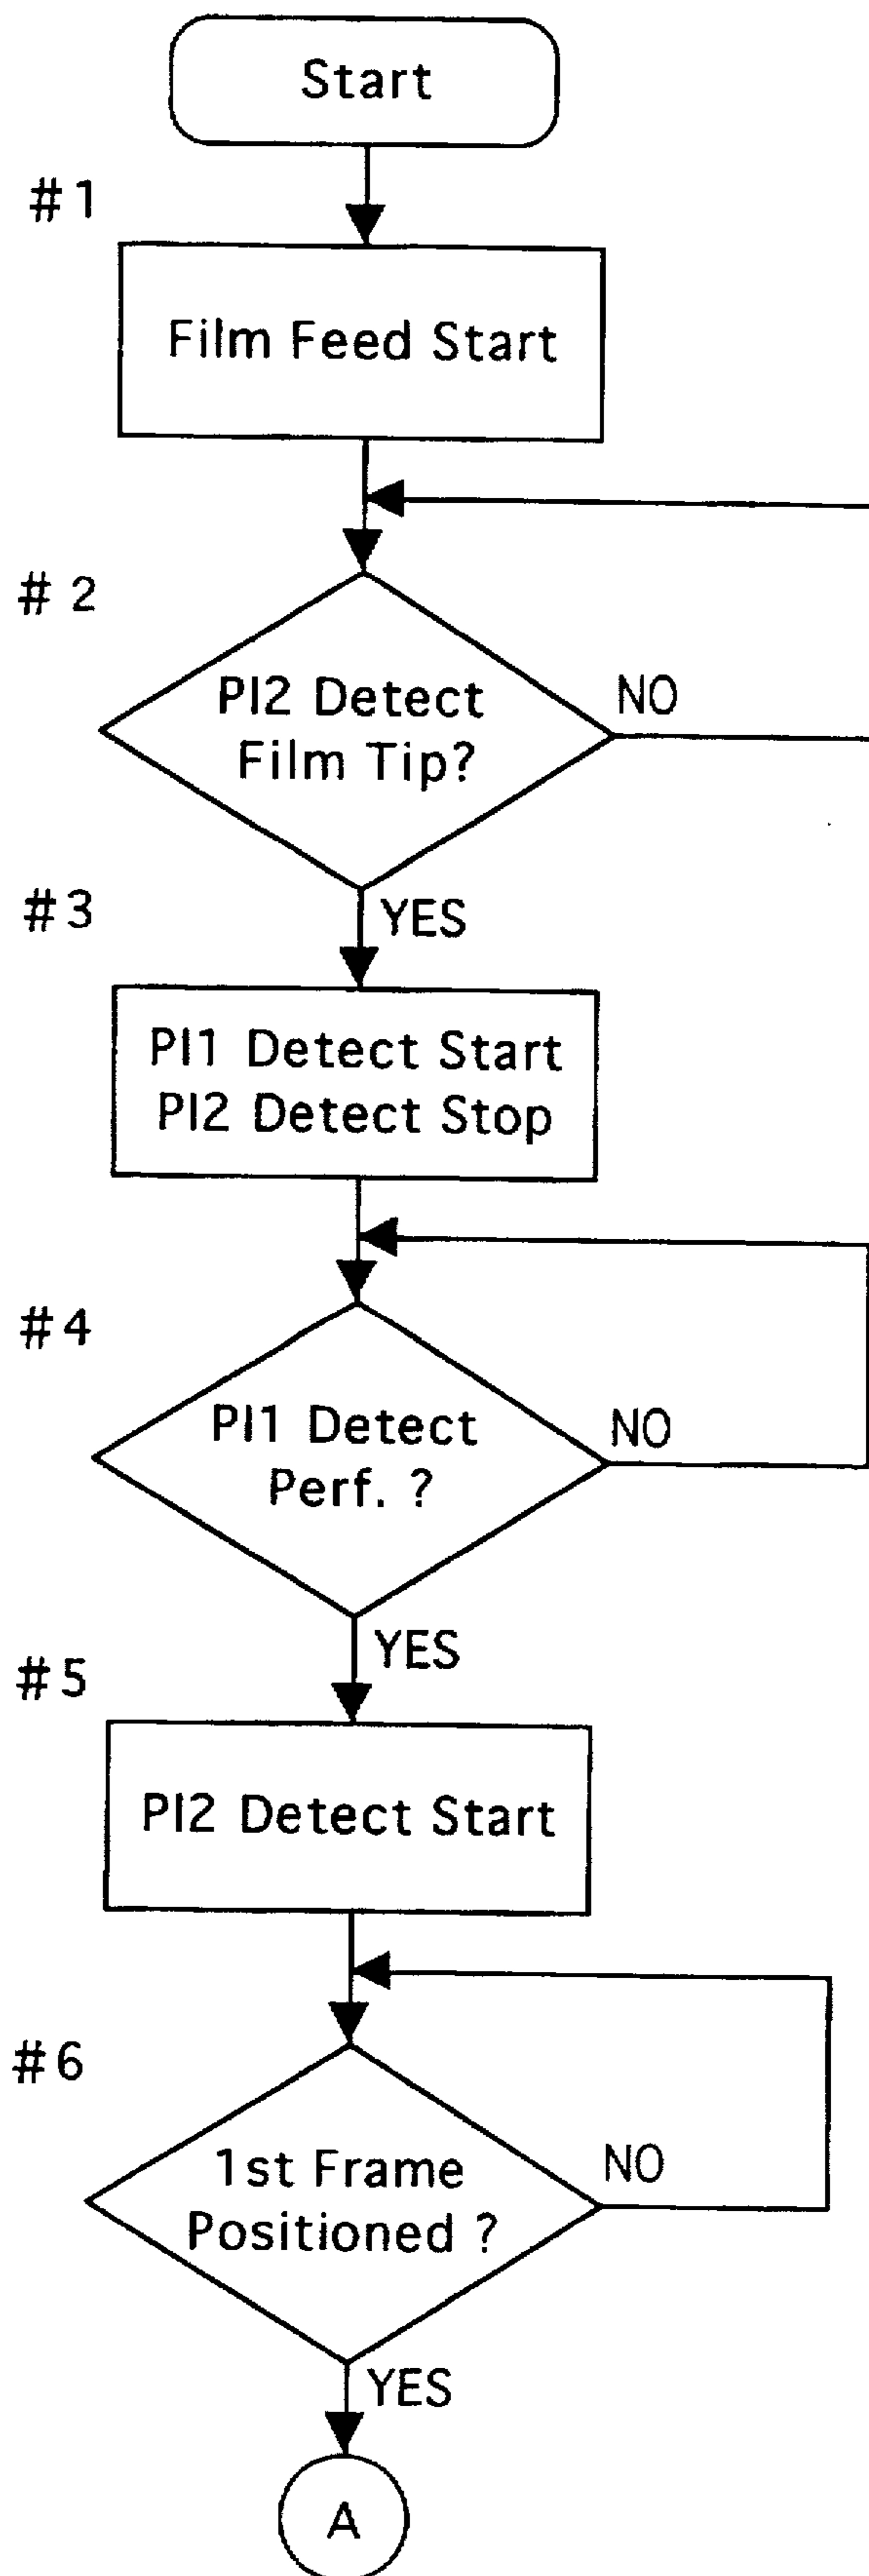 Start
#1
Film Feed Start
# 2
PI2 Detect
Film Tip?
NO
#3
YES
PI1 Detect Start
PI2 Detect Stop
#4
PI1 Detect
Perf. ?
NO
YES
#5
PI2 Detect Start
#6
1st Frame
Positioned ?
NO
YES
A